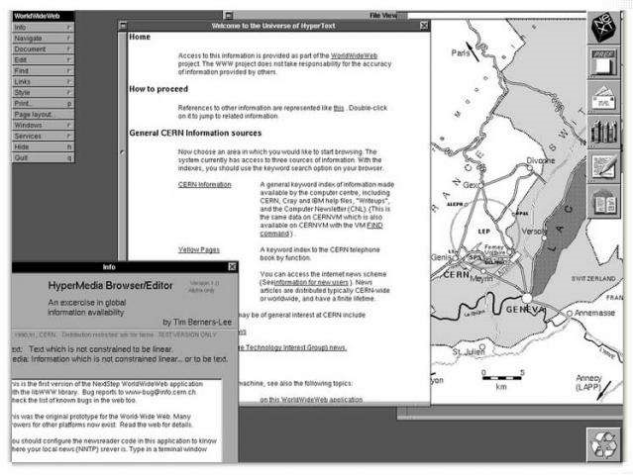 WorldWideWeb
Info
Navigate
Document
Edit
Find
Links
Style
Print... p
Page layout...
Windows
Services
Hide h
Quit q
File View
Welcome to the Universe of HyperText
Home
Access to this information is provided as part of the WorldWideWeb
project. The WWW project does not take responsibility for the accuracy
of information provided by others.
How to proceed
References to other information are represented like this . Double-click
on it to jump to related information.
General CERN Information sources
Now choose an area in which you would like to start browsing. The
system currently has access to three sources of information. With the
indexes, you should use the keyword search option on your browser.
CERN Information
A general keyword index of information made
available by the computer centre, including
CERN, Cray and IBM help files, "Writeups",
and the Computer Newsletter (CNL) (This is
the same data on CERNVM which is also
available on CERNVM with the VM FIND
command ).
Yellow Pages
A keyword index to the CERN telephone
book by function.
You can access the internet news scheme
(See information for new users ). News
articles are distributed typically CERN-wide
or worldwide, and have a finite lifetime.
may be of general interest at CERN include
Technology Interest Group) news.
machine, see also the following topics:
on this WorldWideWeb application
Info
HyperMedia Browser/Editor
Version 1.0
Alpha only
An excercise in global
information availability
by Tim Berners-Lee
CERN. Distribution restricted: ask for terms. TEST VERSION ONLY
Text which is not constrained to be linear.
Information which is not constrained linear... or to be text.
is the first version of the NextStep WorldWideWeb application
the libWWW library. Bug reports to www-bug@info.cern.ch.
the list of known bugs in the web too.
was the original prototype for the World-Wide Web. Many
for other platforms now exist. Read the web for details.
should configure the newsreader code in this application to know
your local news (NNTP) srever is. Type in a terminal window
Paris
Divonne
Gex
ALEPH
OPAL
LEP
Versoix
Ferney
CERN
Meyrin
LAC
GENEVA
SWITZERLAND
FRAN
Annemasse
St. Julien
0 5
km
Annecy
(LAPP)